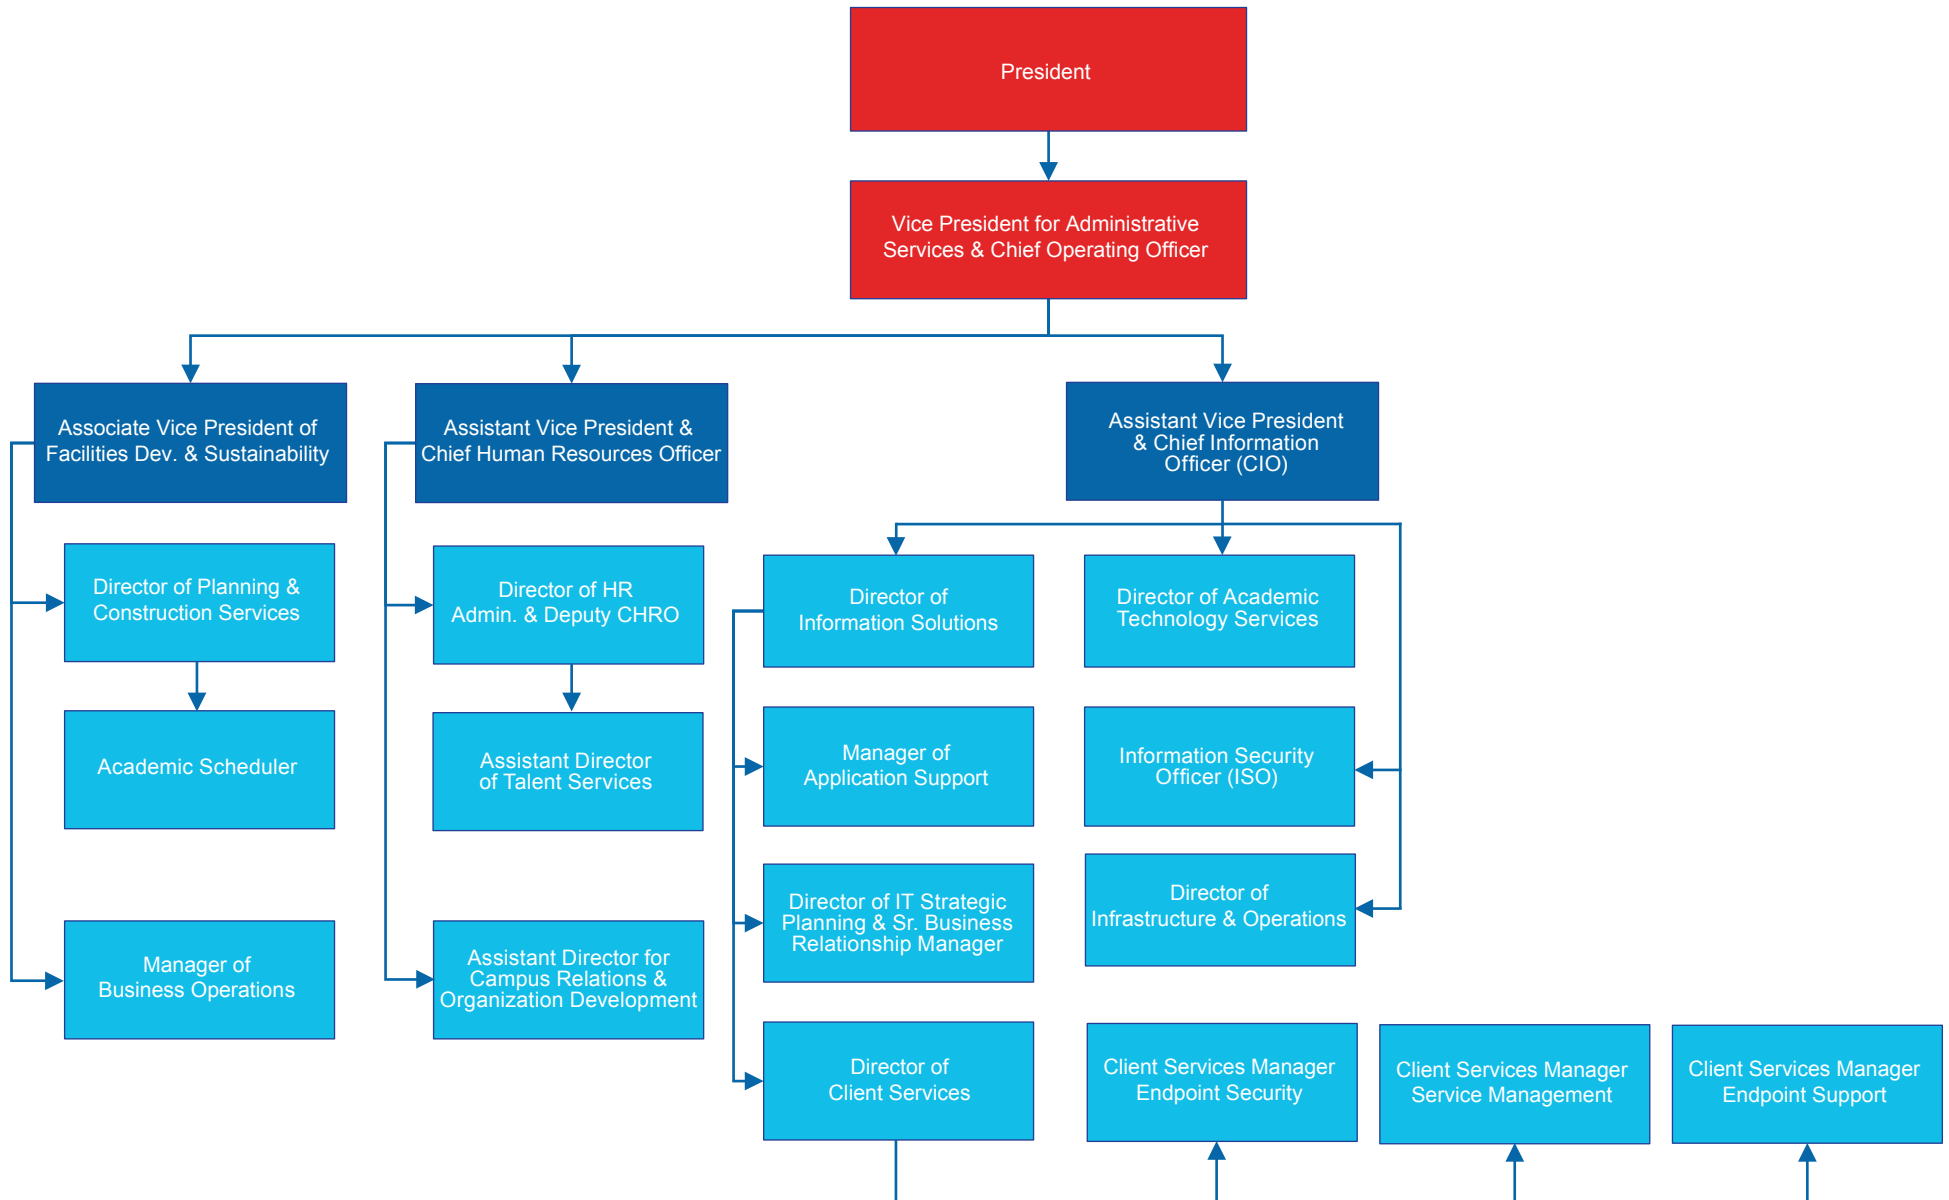 President
Vice President for Administrative
Services & Chief Operating Officer
Associate Vice President of
Facilities Dev. & Sustainability
Assistant Vice President &
Chief Human Resources Officer
Assistant Vice President
& Chief Information
Officer (CIO)
Director of Planning &
Construction Services
Director of HR
Admin. & Deputy CHRO
Director of
Information Solutions
Director of Academic
Technology Services
Academic Scheduler
Assistant Director
of Talent Services
Manager of
Application Support
Information Security
Officer (ISO)
Manager of
Business Operations
Assistant Director for
Campus Relations &
Organization Development
Director of IT Strategic
Planning & Sr. Business
Relationship Manager
Director of
Infrastructure & Operations
Director of
Client Services
Client Services Manager
Endpoint Security
Client Services Manager
Service Management
Client Services Manager
Endpoint Support